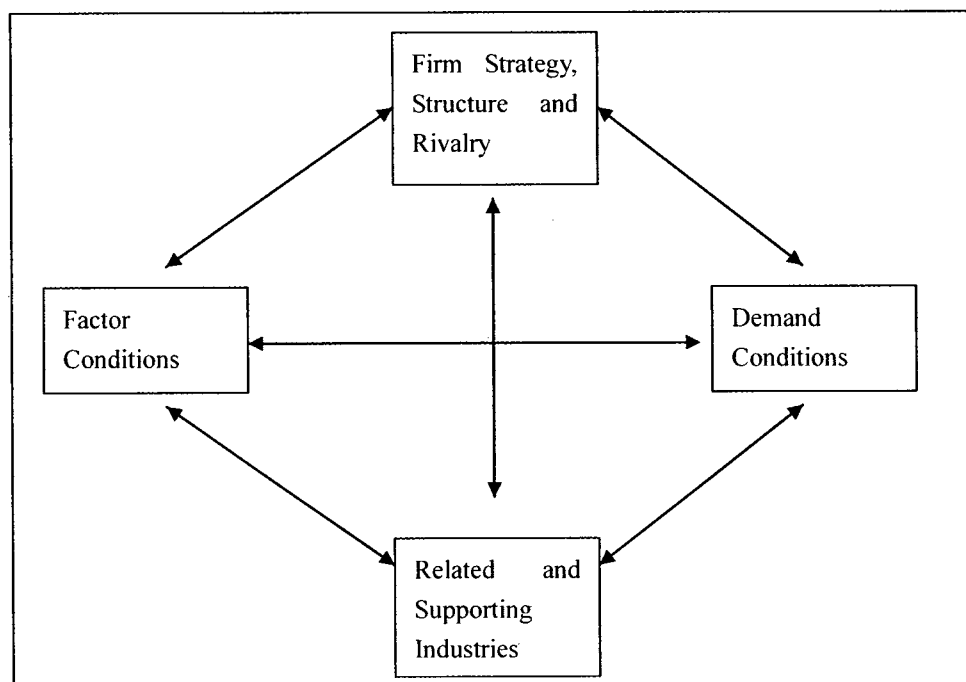 Firm Strategy,
Structure and
Rivalry
Factor
Conditions
Demand
Conditions
Related and
Supporting
Industries